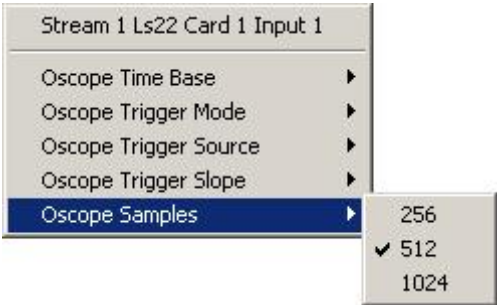 Stream 1 Ls22 Card 1 Input 1
Oscope Time Base
Oscope Trigger Mode
Oscope Trigger Source
Oscope Trigger Slope
Oscope Samples
256
512
1024